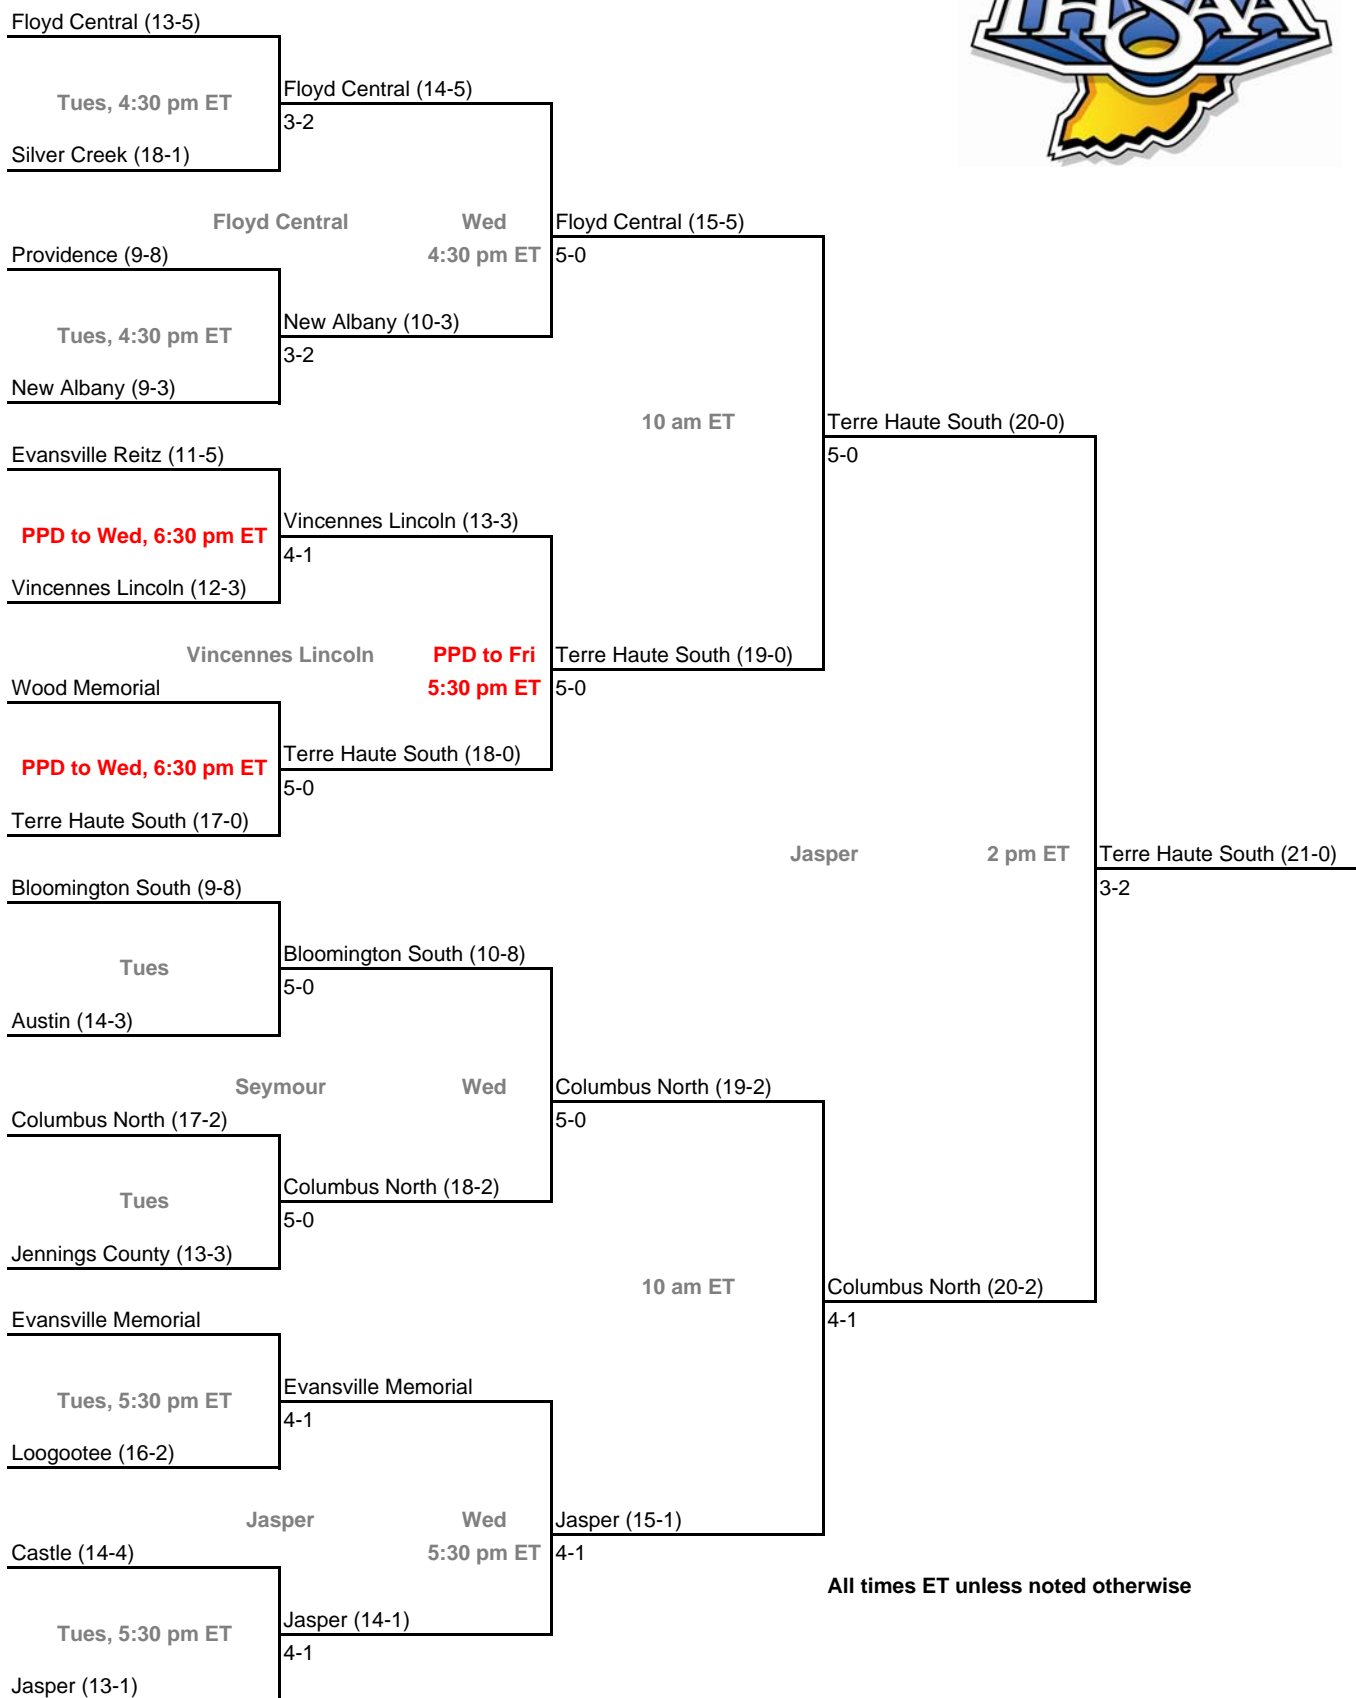 IHSAA
Floyd Central (13-5)
Tues, 4:30 pm ET
Floyd Central (14-5)
3-2
Silver Creek (18-1)
Floyd Central Wed Floyd Central (15-5)
Providence (9-8) 4:30 pm ET 5-0
New Albany (10-3)
Tues, 4:30 pm ET
3-2
New Albany (9-3)
10 am ET Terre Haute South (20-0)
Evansville Reitz (11-5) 5-0
Vincennes Lincoln (13-3)
PPD to Wed, 6:30 pm ET
4-1
Vincennes Lincoln (12-3)
Vincennes Lincoln PPD to Fri Terre Haute South (19-0)
Wood Memorial 5:30 pm ET 5-0
Terre Haute South (18-0)
PPD to Wed, 6:30 pm ET
5-0
Terre Haute South (17-0)
Jasper 2 pm ET Terre Haute South (21-0)
Bloomington South (9-8) 3-2
Bloomington South (10-8)
Tues
5-0
Austin (14-3)
Seymour Wed Columbus North (19-2)
Columbus North (17-2) 5-0
Columbus North (18-2)
Tues
5-0
Jennings County (13-3)
10 am ET Columbus North (20-2)
Evansville Memorial 4-1
Evansville Memorial
Tues, 5:30 pm ET
4-1
Loogootee (16-2)
Jasper Wed Jasper (15-1)
Castle (14-4) 5:30 pm ET 4-1
All times ET unless noted otherwise
Jasper (14-1)
Tues, 5:30 pm ET
4-1
Jasper (13-1)